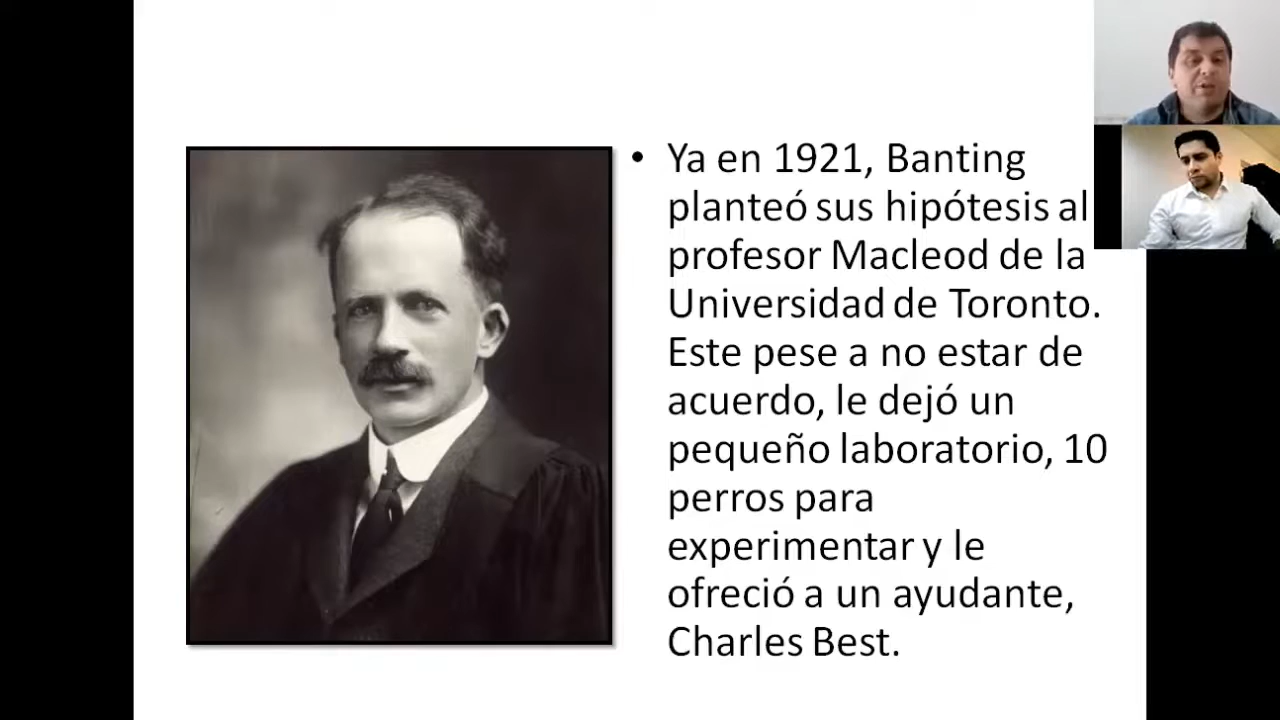 • Ya en 1921, Banting
planteó sus hipótesis al
profesor Macleod de la
Universidad de Toronto.
Este pese a no estar de
acuerdo, le dejó un
pequeño laboratorio, 10
perros para
experimentar y le
ofreció a un ayudante,
Charles Best.